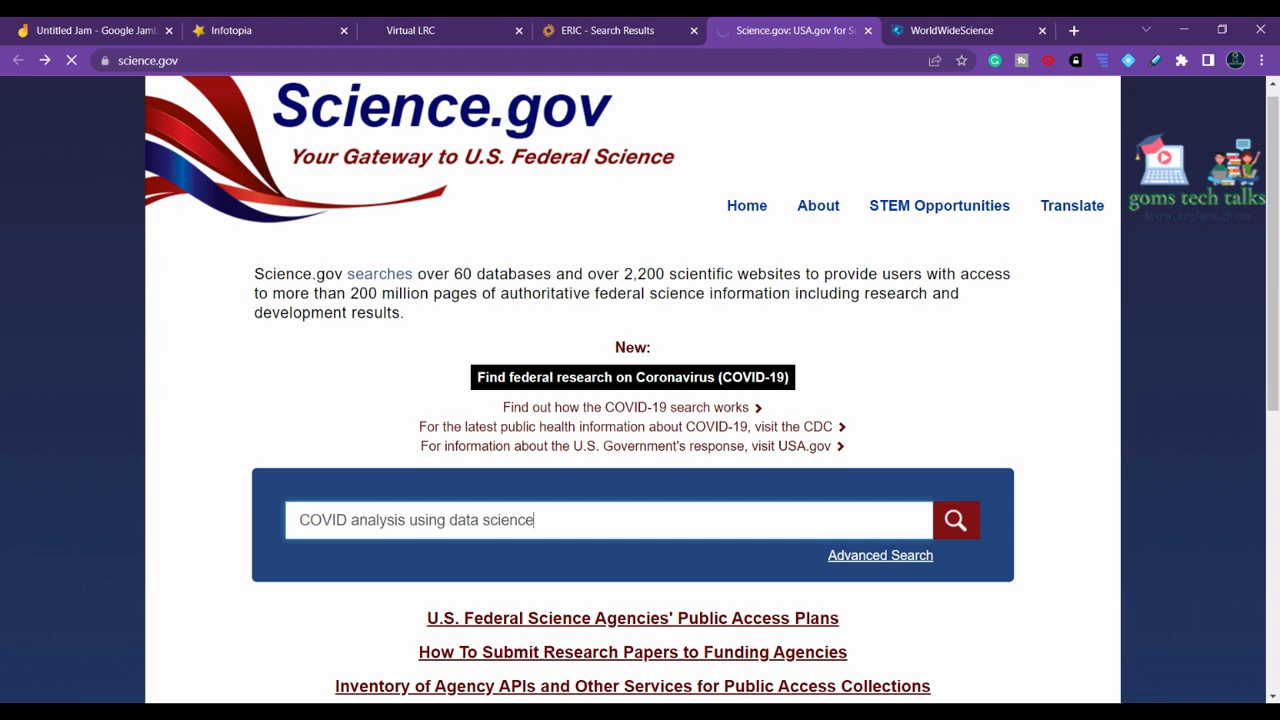 Untitled Jam - Google Jamb
Infotopia
Virtual LRC
ERIC - Search Results
Science.gov: USA.gov for Sc
WorldWideScience
science.gov
Science.gov
Your Gateway to U.S. Federal Science
goms tech talks
Home About STEM Opportunities Translate
Science.gov searches over 60 databases and over 2,200 scientific websites to provide users with access
to more than 200 million pages of authoritative federal science information including research and
development results.
New:
Find federal research on Coronavirus (COVID-19)
Find out how the COVID-19 search works
For the latest public health information about COVID-19, visit the CDC
For information about the U.S. Government's response, visit USA.gov
COVID analysis using data science
Advanced Search
U.S. Federal Science Agencies' Public Access Plans
How To Submit Research Papers to Funding Agencies
Inventory of Agency APIs and Other Services for Public Access Collections